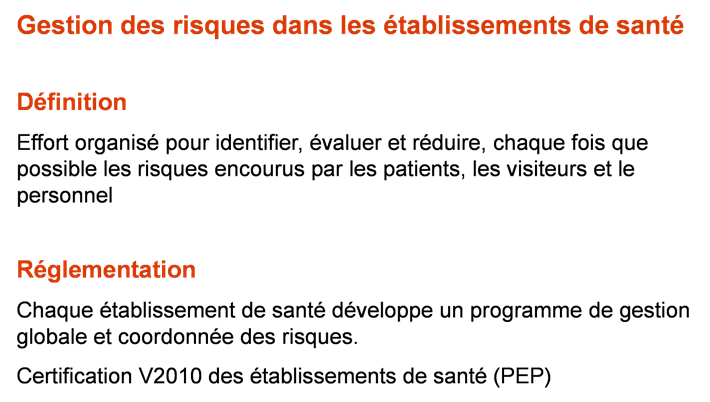 Gestion des risques dans les établissements de santé
Définition
Effort organisé pour identifier, évaluer et réduire, chaque fois que
possible les risques encourus par les patients, les visiteurs et le
personnel
Réglementation
Chaque établissement de santé développe un programme de gestion
globale et coordonnée des risques.
Certification V2010 des établissements de santé (PEP)